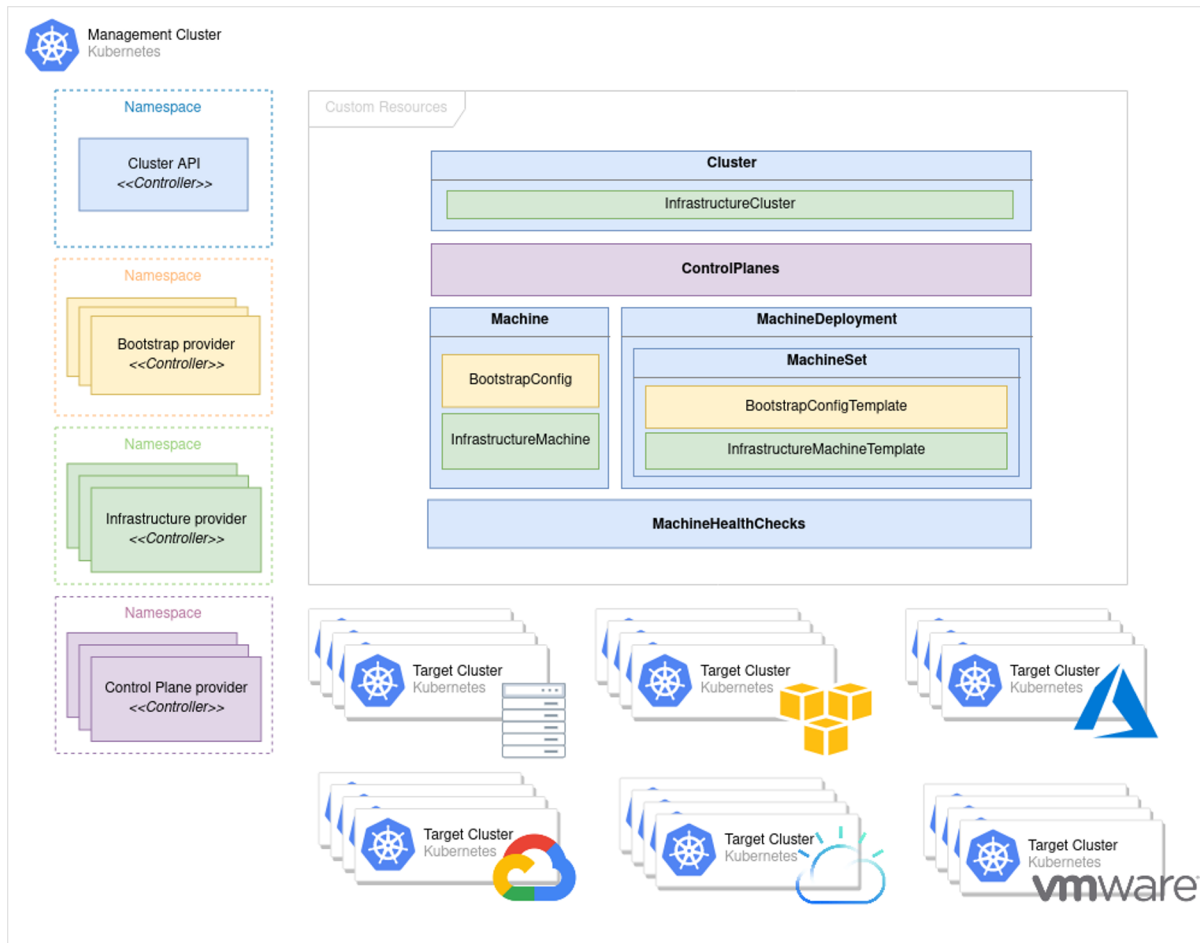 Management Cluster
Kubernetes
Namespace
Cluster API
<<Controller>>
Namespace
Bootstrap provider
<<Controller>>
Namespace
Infrastructure provider
<<Controller>>
Namespace
Control Plane provider
<<Controller>>
Custom Resources
Cluster
InfrastructureCluster
ControlPlanes
Machine
BootstrapConfig
InfrastructureMachine
MachineDeployment
MachineSet
BootstrapConfigTemplate
InfrastructureMachineTemplate
MachineHealthChecks
Target Cluster
Kubernetes
Target Cluster
Kubernetes
Target Cluster
Kubernetes
Target Cluster
Kubernetes
Target Cluster
Kubernetes
Target Cluster
Kubernetes
vmware